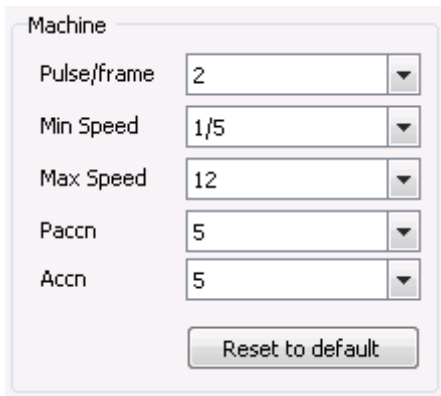 Machine
Pulse/frame 2
Min Speed 1/5
Max Speed 12
Paccn 5
Accn 5
Reset to default